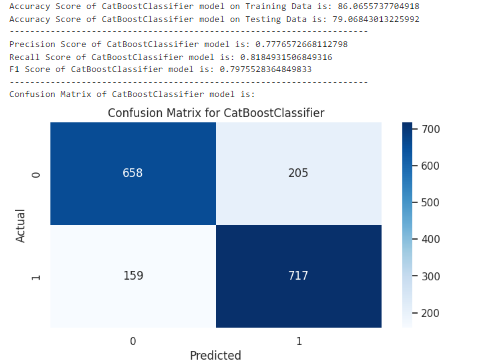 Accuracy Score of CatBoostClassifier model on Training Data is: 86.0655737704918
Accuracy Score of CatBoostClassifier model on Testing Data is: 79.06843013225992
--------------------------------------------------------------------
Precision Score of CatBoostClassifier model is: 0.7776572668112798
Recall Score of CatBoostClassifier model is: 0.8184931506849316
F1 Score of CatBoostClassifier model is: 0.7975528364849833
--------------------------------------------------------------------
Confusion Matrix of CatBoostClassifier model is:
Confusion Matrix for CatBoostClassifier
700
658
205
0
600
500
Actual
400
159
717
1
300
200
0
1
Predicted